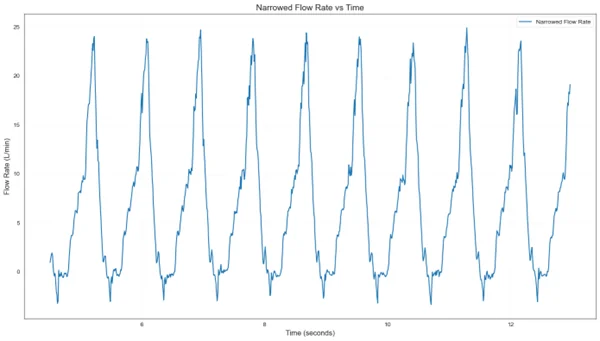 Narrowed Flow Rate vs Time
Narrowed Flow Rate
25
20
15
10
5
0
Flow Rate (L/min)
6
8
10
12
Time (seconds)